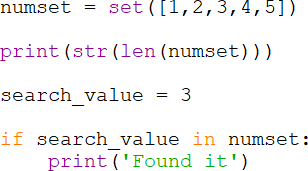 numset = set([1,2,3,4,5])
print(str(len(numset)))
search_value = 3
if search_value in numset:
    print('Found it')